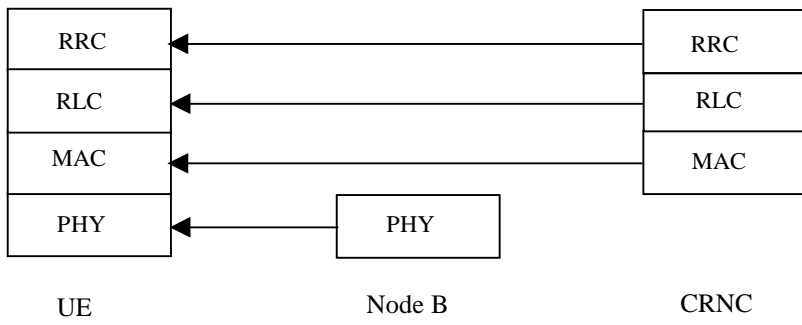 RRC RRC
RLC RLC
MAC MAC
PHY PHY
UE Node B CRNC